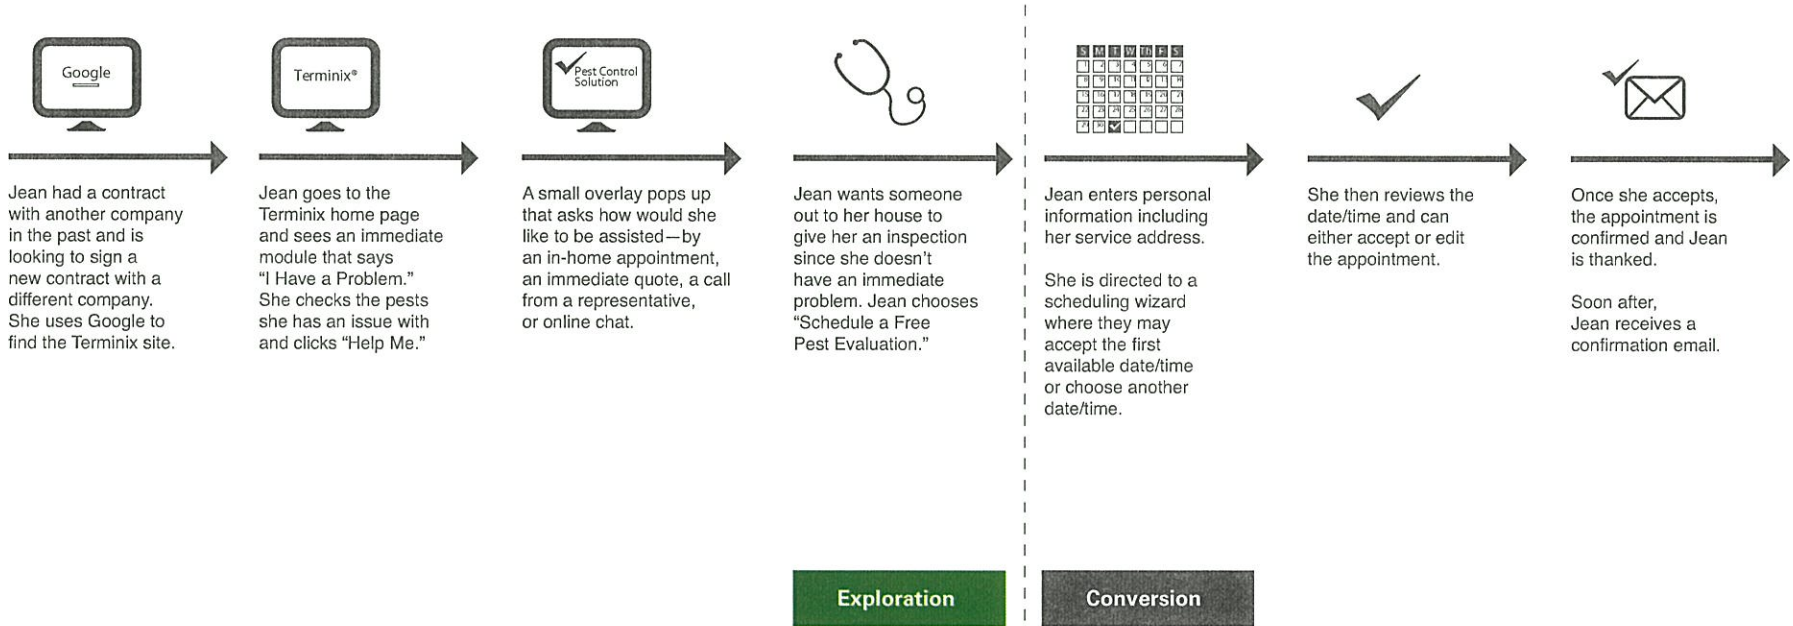 Google
Terminix®
Pest Control
Solution
S M T W Th F S
Jean had a contract
with another company
in the past and is
looking to sign a
new contract with a
different company.
She uses Google to
find the Terminix site.
Jean goes to the
Terminix home page
and sees an immediate
module that says
“I Have a Problem.”
She checks the pests
she has an issue with
and clicks “Help Me.”
A small overlay pops up
that asks how would she
like to be assisted—by
an in-home appointment,
an immediate quote, a call
from a representative,
or online chat.
Jean wants someone
out to her house to
give her an inspection
since she doesn’t
have an immediate
problem. Jean chooses
“Schedule a Free
Pest Evaluation.”
Jean enters personal
information including
her service address.
She is directed to a
scheduling wizard
where they may
accept the first
available date/time
or choose another
date/time.
She then reviews the
date/time and can
either accept or edit
the appointment.
Once she accepts,
the appointment is
confirmed and Jean
is thanked.
Soon after,
Jean receives a
confirmation email.
Exploration
Conversion